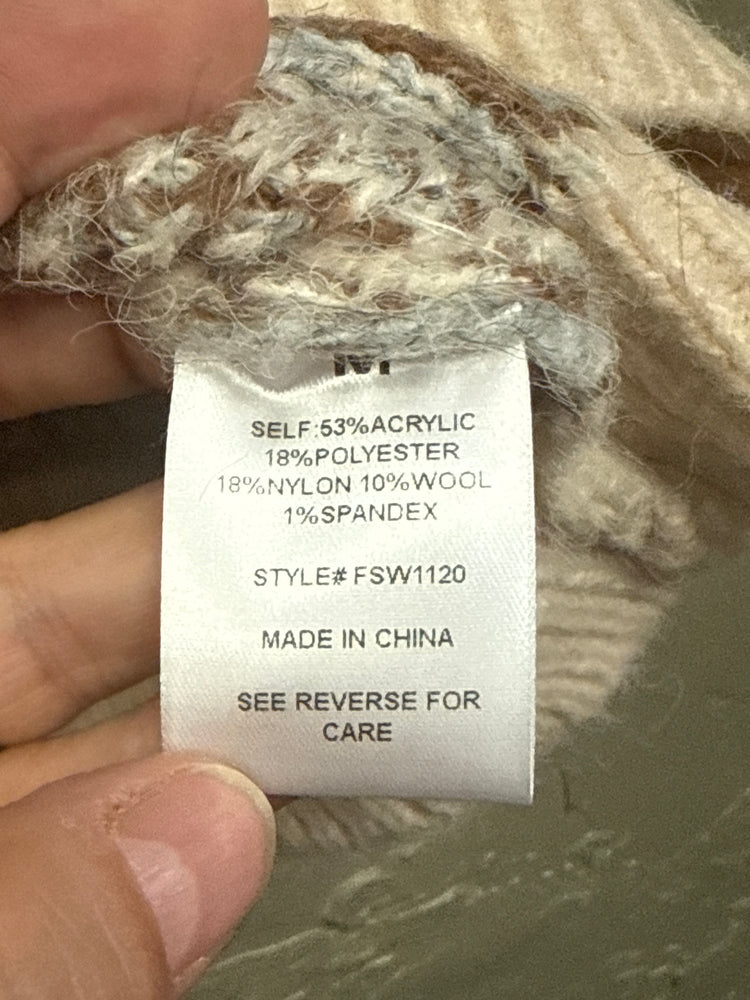 M
SELF:53%ACRYLIC
18%POLYESTER
18%NYLON 10%WOOL
1%SPANDEX
STYLE# FSW1120
MADE IN CHINA
SEE REVERSE FOR
CARE